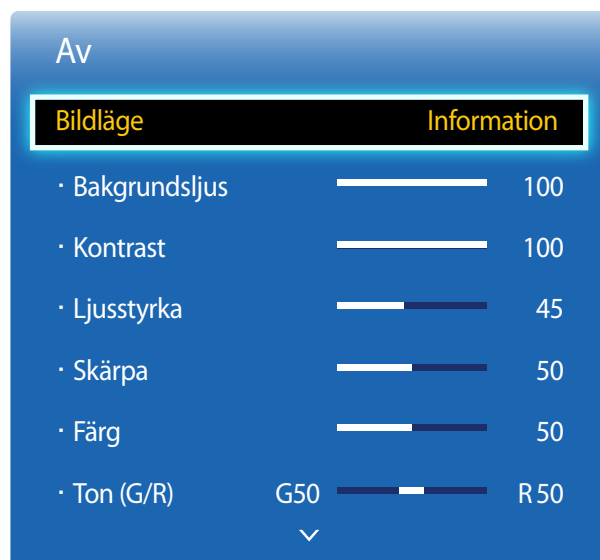 Av
Bildläge Information
· Bakgrundsljus 100
· Kontrast 100
· Ljusstyrka 45
· Skärpa 50
· Färg 50
· Ton (G/R) G50 R50